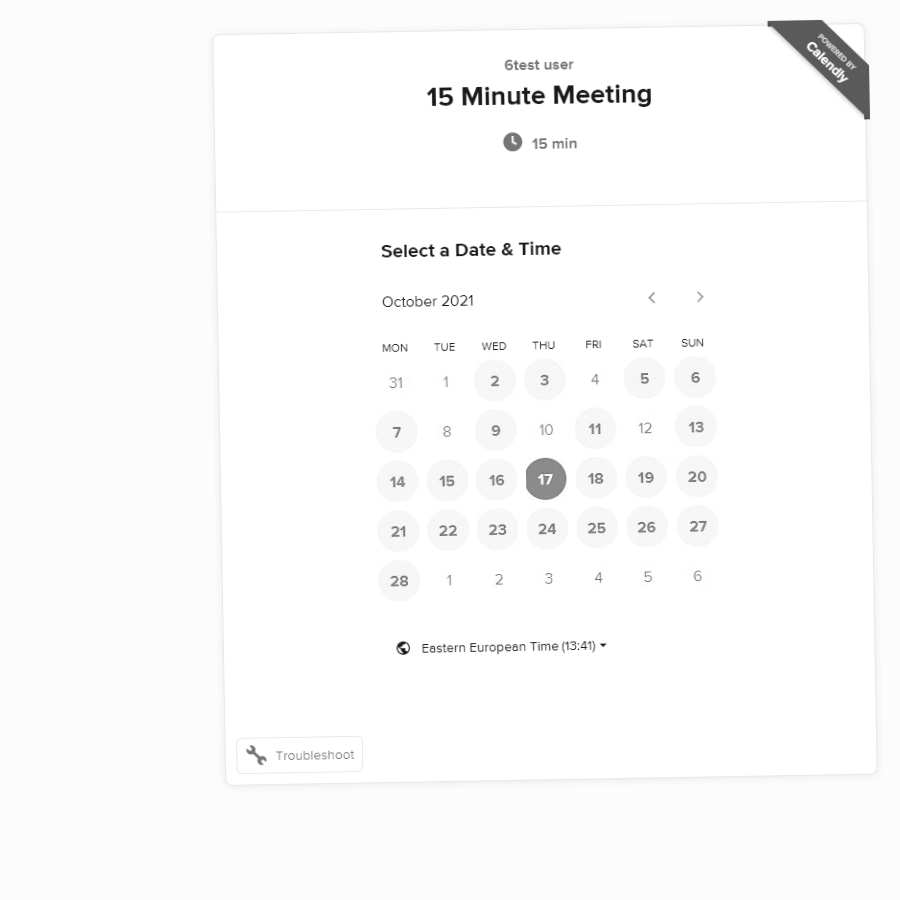 POWERED BY
Calendly
6test user
15 Minute Meeting
15 min
Select a Date & Time
October 2021
MON TUE WED THU FRI SAT SUN
31 1 2 3 4 5 6
7 8 9 10 11 12 13
14 15 16 17 18 19 20
21 22 23 24 25 26 27
28 1 2 3 4 5 6
Eastern European Time (13:41)
Troubleshoot